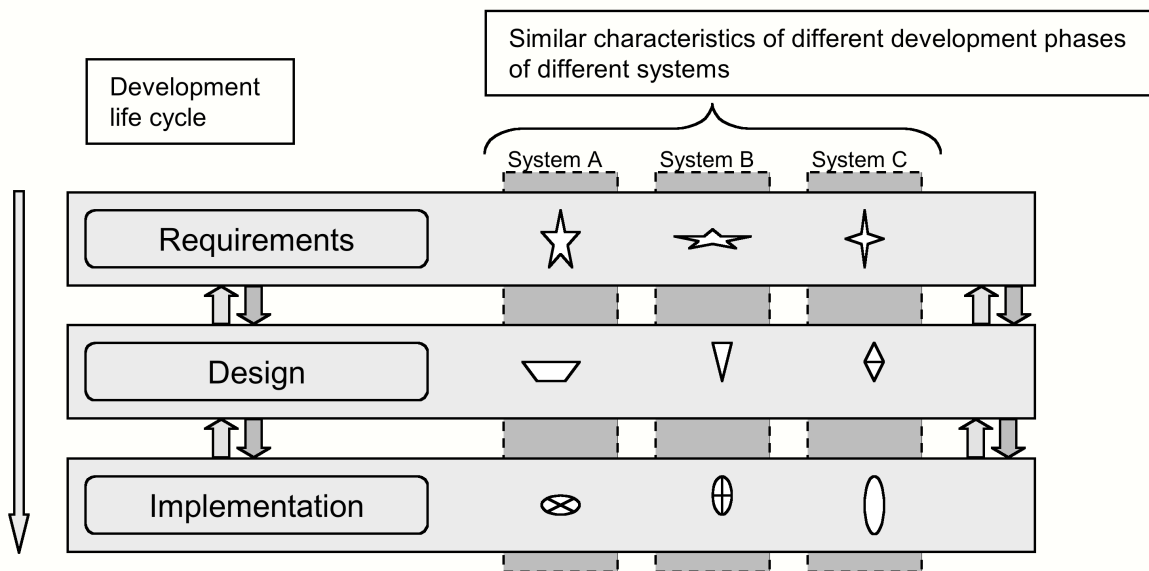 Similar characteristics of different development phases
of different systems
Development
life cycle
System A
System B
System C
Requirements
Design
Implementation